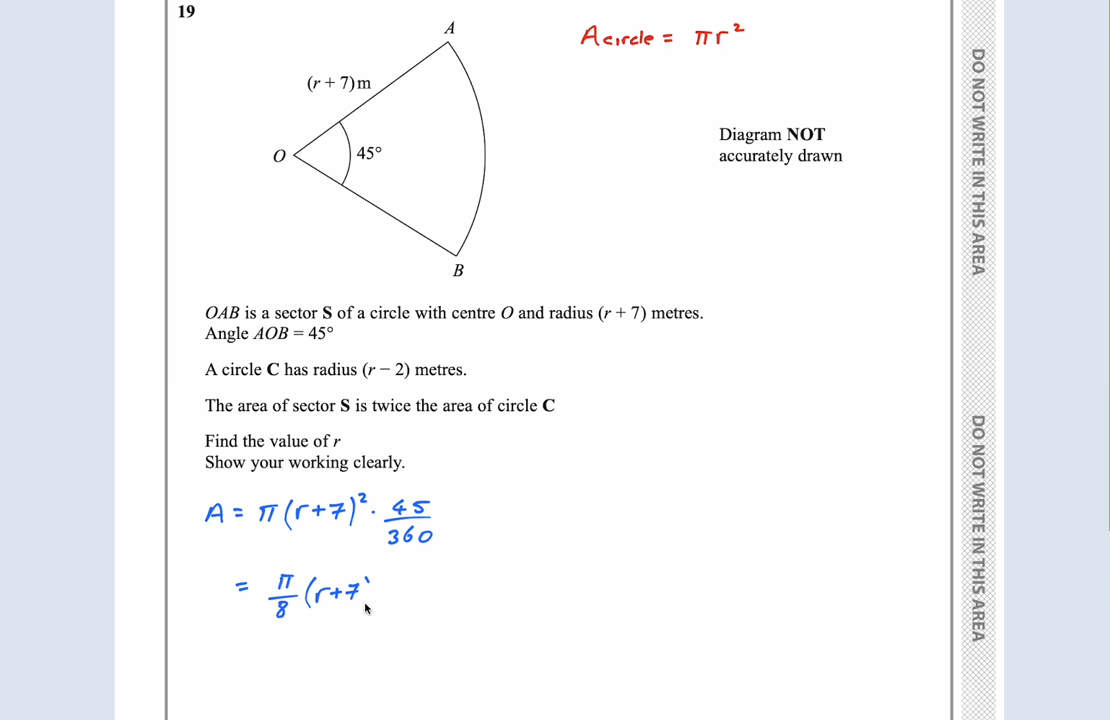 19
A
A circle = πr²
(r + 7) m
Diagram NOT
accurately drawn
O
45°
B
OAB is a sector S of a circle with centre O and radius (r + 7) metres.
Angle AOB = 45°
A circle C has radius (r − 2) metres.
The area of sector S is twice the area of circle C
Find the value of r
Show your working clearly.
A = π(r+7)² · 45/360
= π/8 (r+7
DO NOT WRITE IN THIS AREA
DO NOT WRITE IN THIS AREA